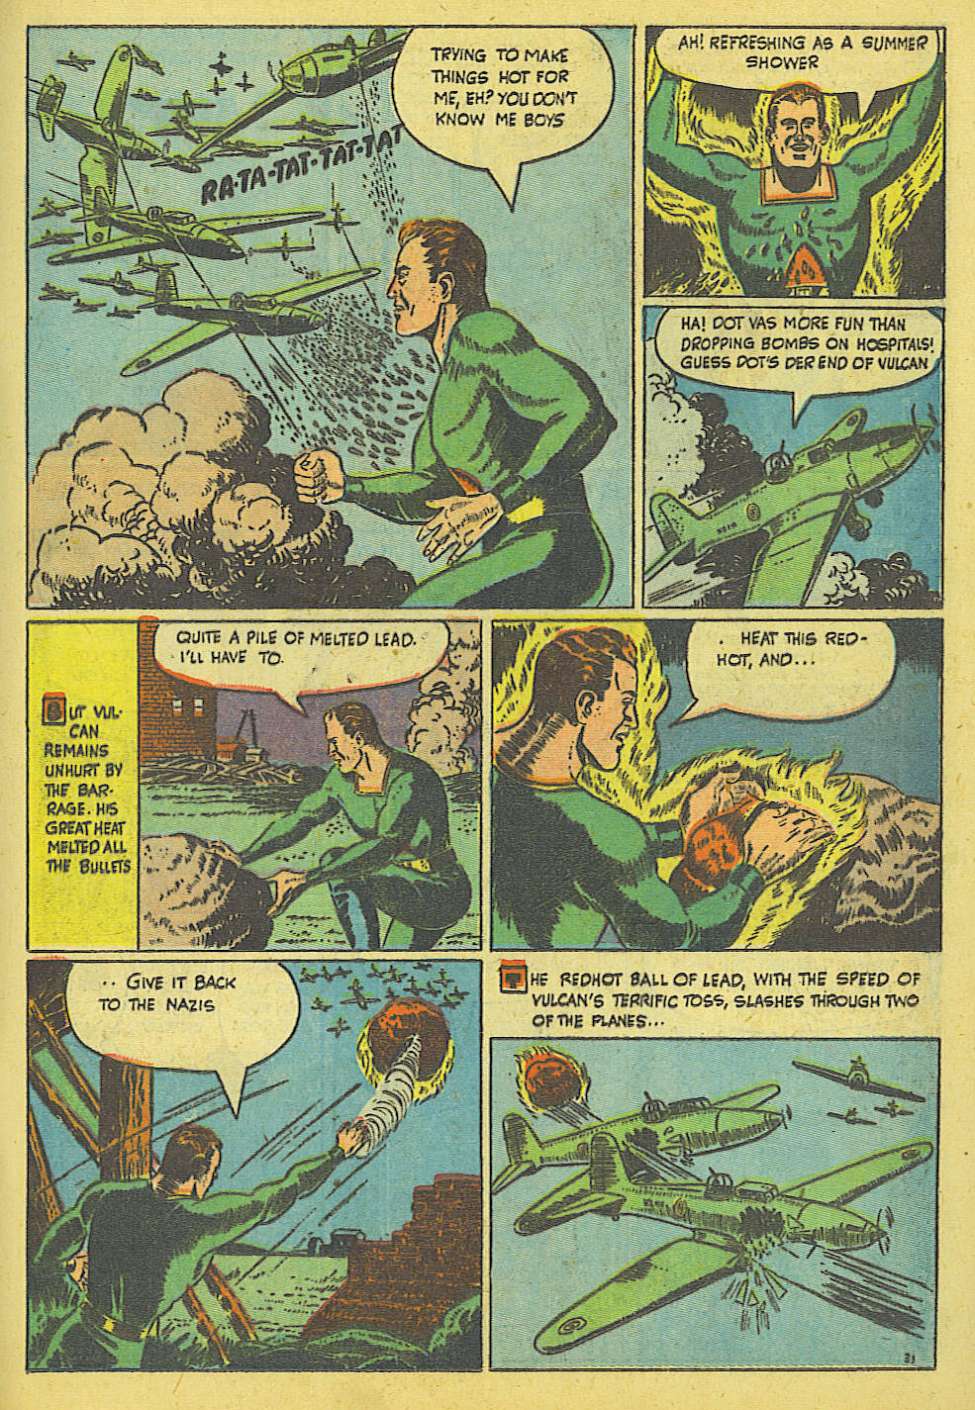 TRYING TO MAKE
THINGS HOT FOR
ME, EH? YOU DON'T
KNOW ME BOYS
RA-TA-TAT-TAT-TAT
AH! REFRESHING AS A SUMMER
SHOWER
HA! DOT VAS MORE FUN THAN
DROPPING BOMBS ON HOSPITALS!
GUESS DOT'S DER END OF VULCAN
BUT VUL-
CAN
REMAINS
UNHURT BY
THE BAR-
RAGE. HIS
GREAT HEAT
MELTED ALL
THE BULLETS
QUITE A PILE OF MELTED LEAD.
I'LL HAVE TO.
. HEAT THIS RED-
HOT, AND...
.. GIVE IT BACK
TO THE NAZIS
THE REDHOT BALL OF LEAD, WITH THE SPEED OF
VULCAN'S TERRIFIC TOSS, SLASHES THROUGH TWO
OF THE PLANES...